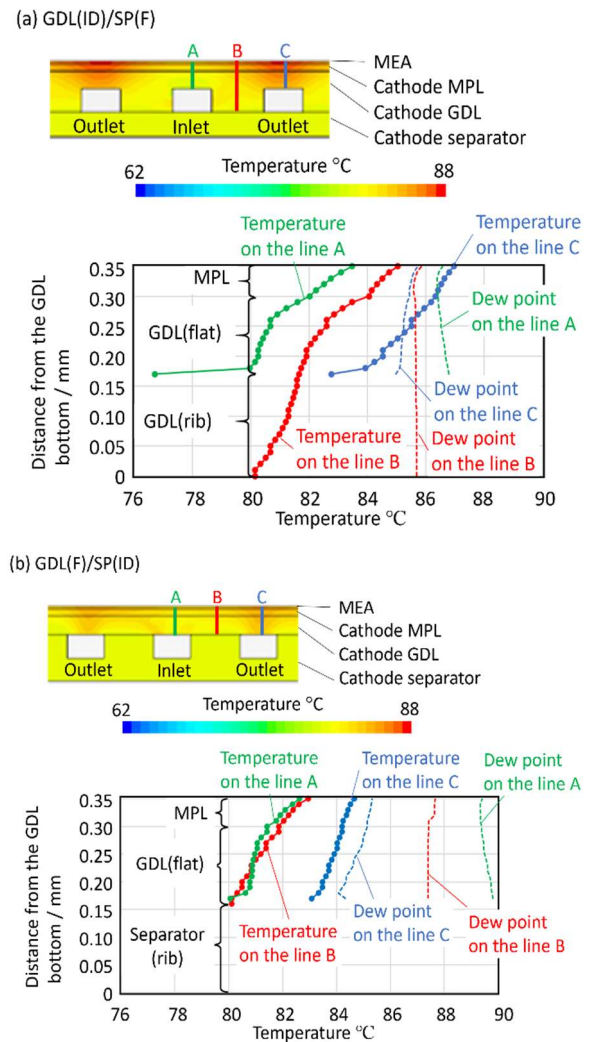 (a) GDL(ID)/SP(F)
A B C
MEA
Cathode MPL
Cathode GDL
Cathode separator
Outlet Inlet Outlet
Temperature ℃
62 88
Temperature
on the line A
Temperature
on the line C
0.35
0.30
0.25
0.20
0.15
0.10
0.05
0
MPL
GDL(flat)
GDL(rib)
Distance from the GDL
bottom / mm
Dew point
on the line A
Dew point
on the line C
Temperature
on the line B
Dew point
on the line B
76 78 80 82 84 86 88 90
Temperature ℃
(b) GDL(F)/SP(ID)
A B C
MEA
Cathode MPL
Cathode GDL
Cathode separator
Outlet Inlet Outlet
Temperature ℃
62 88
Temperature
on the line A
Temperature
on the line C
Dew point
on the line A
0.35
0.30
0.25
0.20
0.15
0.10
0.05
0
MPL
GDL(flat)
Separator
(rib)
Distance from the GDL
bottom / mm
Temperature
on the line B
Dew point
on the line C
Dew point
on the line B
76 78 80 82 84 86 88 90
Temperature ℃